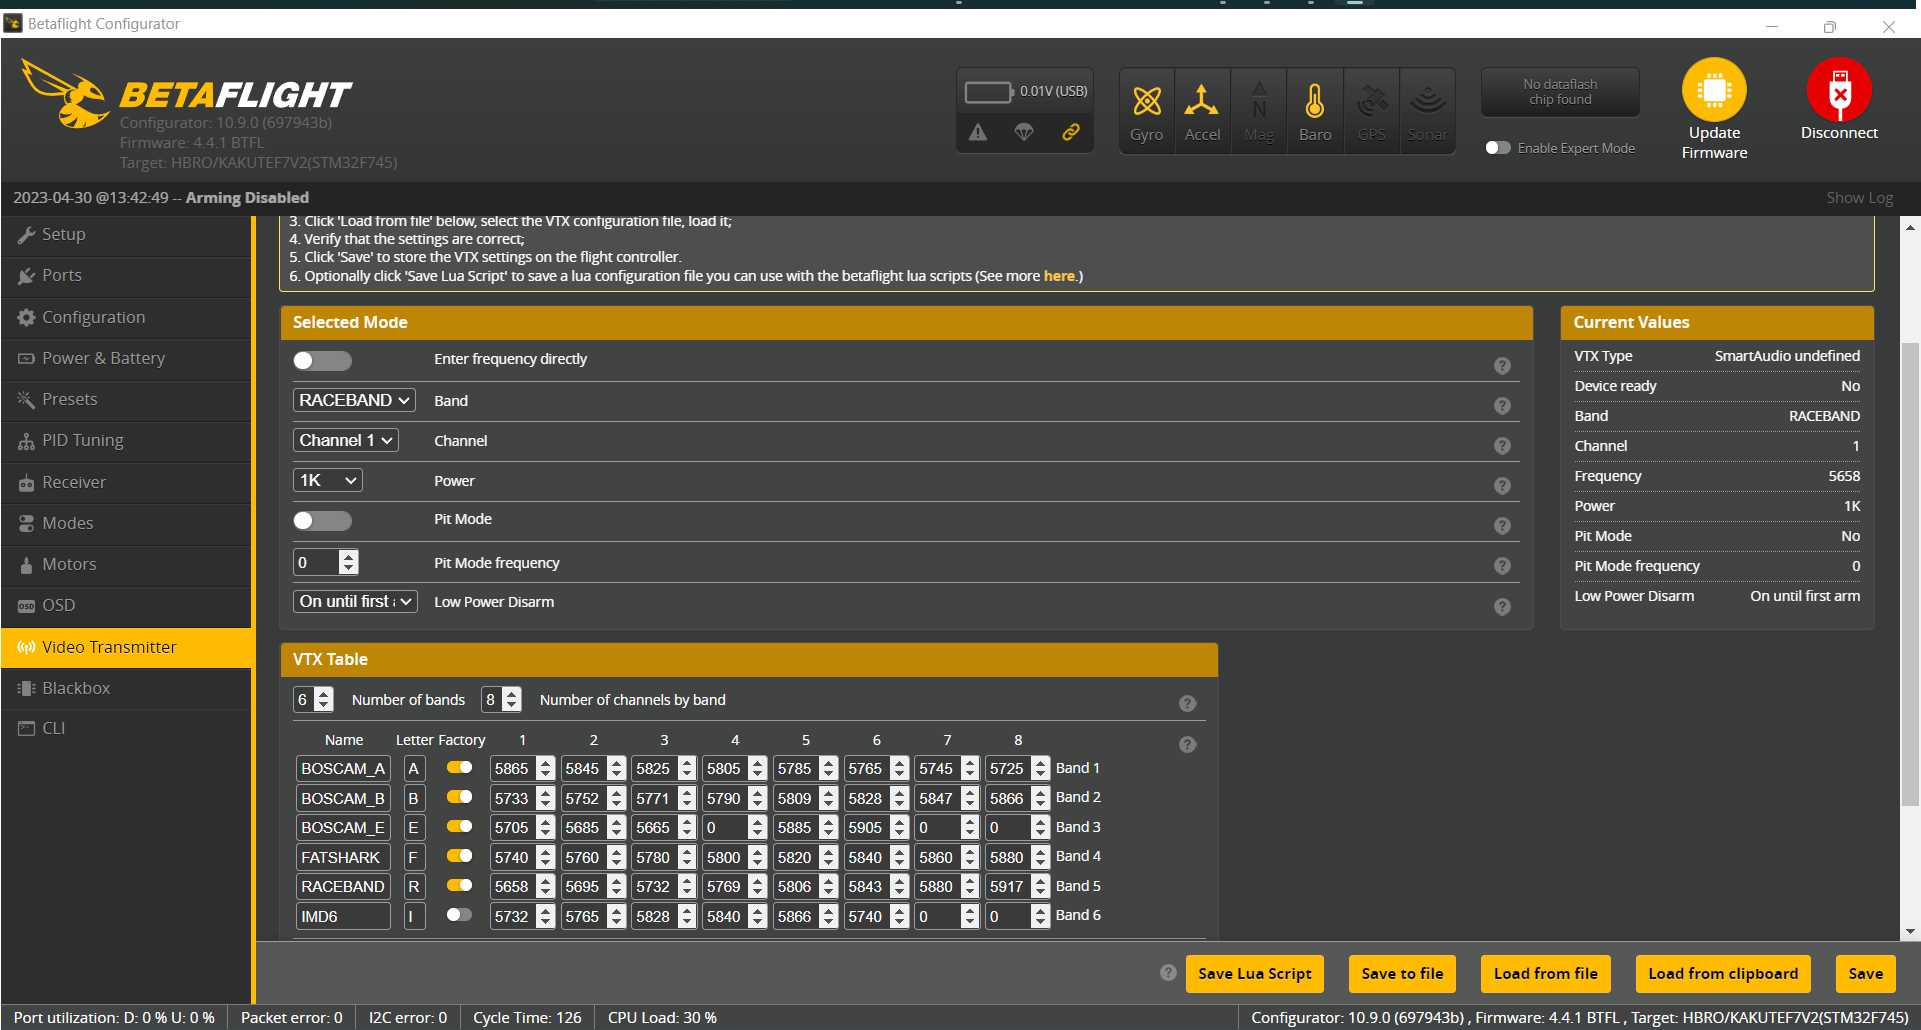 Betaflight Configurator
BETAFLIGHT
Configurator: 10.9.0 (697943b)
Firmware: 4.4.1 BTFL
Target: HBRO/KAKUTEF7V2(STM32F745)
0.01V (USB)
Gyro
Accel
N
Mag
Baro
GPS
Sonar
No dataflash
chip found
Enable Expert Mode
Update
Firmware
Disconnect
2023-04-30 @13:42:49 -- Arming Disabled
Show Log
Setup
Ports
Configuration
Power & Battery
Presets
PID Tuning
Receiver
Modes
Motors
OSD OSD
Video Transmitter
Blackbox
CLI
3. Click 'Load from file' below, select the VTX configuration file, load it;
4. Verify that the settings are correct;
5. Click 'Save' to store the VTX settings on the flight controller.
6. Optionally click 'Save Lua Script' to save a lua configuration file you can use with the betaflight lua scripts (See more here.)
Selected Mode
Enter frequency directly ?
RACEBAND Band ?
Channel 1 Channel ?
1K Power ?
Pit Mode ?
0 Pit Mode frequency ?
On until first a Low Power Disarm ?
Current Values
VTX Type SmartAudio undefined
Device ready No
Band RACEBAND
Channel 1
Frequency 5658
Power 1K
Pit Mode No
Pit Mode frequency 0
Low Power Disarm On until first arm
VTX Table
6 Number of bands 8 Number of channels by band ?
Name Letter Factory 1 2 3 4 5 6 7 8 ?
BOSCAM_A A 5865 5845 5825 5805 5785 5765 5745 5725 Band 1
BOSCAM_B B 5733 5752 5771 5790 5809 5828 5847 5866 Band 2
BOSCAM_E E 5705 5685 5665 0 5885 5905 0 0 Band 3
FATSHARK F 5740 5760 5780 5800 5820 5840 5860 5880 Band 4
RACEBAND R 5658 5695 5732 5769 5806 5843 5880 5917 Band 5
IMD6 I 5732 5765 5828 5840 5866 5740 0 0 Band 6
? Save Lua Script Save to file Load from file Load from clipboard Save
Port utilization: D: 0 % U: 0 % Packet error: 0 I2C error: 0 Cycle Time: 126 CPU Load: 30 % Configurator: 10.9.0 (697943b) , Firmware: 4.4.1 BTFL , Target: HBRO/KAKUTEF7V2(STM32F745)